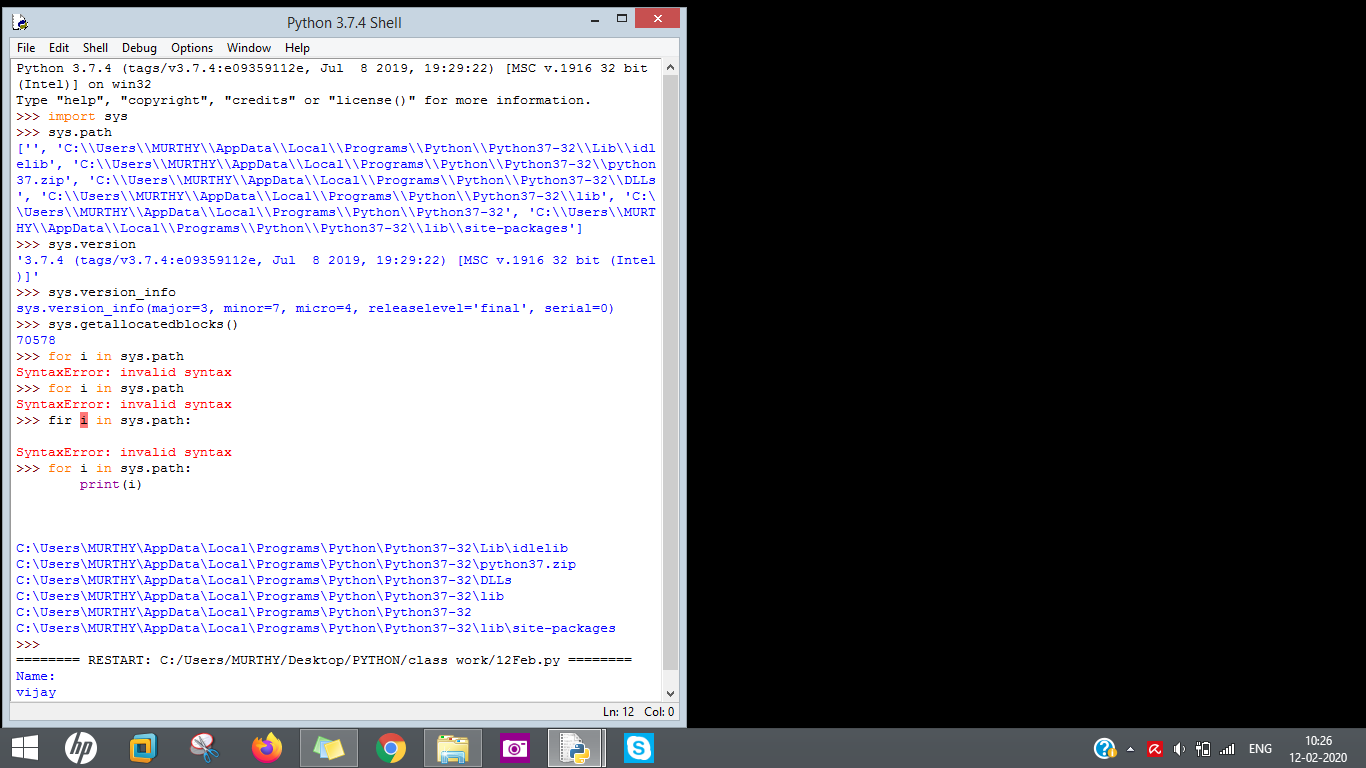 Python 3.7.4 Shell
File Edit Shell Debug Options Window Help
Python 3.7.4 (tags/v3.7.4:e09359112e, Jul  8 2019, 19:29:22) [MSC v.1916 32 bit
(Intel)] on win32
Type "help", "copyright", "credits" or "license()" for more information.
>>> import sys
>>> sys.path
['', 'C:\\Users\\MURTHY\\AppData\\Local\\Programs\\Python\\Python37-32\\Lib\\idl
elib', 'C:\\Users\\MURTHY\\AppData\\Local\\Programs\\Python\\Python37-32\\python
37.zip', 'C:\\Users\\MURTHY\\AppData\\Local\\Programs\\Python\\Python37-32\\DLLs
', 'C:\\Users\\MURTHY\\AppData\\Local\\Programs\\Python\\Python37-32\\lib', 'C:\
\Users\\MURTHY\\AppData\\Local\\Programs\\Python\\Python37-32', 'C:\\Users\\MURT
HY\\AppData\\Local\\Programs\\Python\\Python37-32\\lib\\site-packages']
>>> sys.version
'3.7.4 (tags/v3.7.4:e09359112e, Jul  8 2019, 19:29:22) [MSC v.1916 32 bit (Intel
)]'
>>> sys.version_info
sys.version_info(major=3, minor=7, micro=4, releaselevel='final', serial=0)
>>> sys.getallocatedblocks()
70578
>>> for i in sys.path
SyntaxError: invalid syntax
>>> for i in sys.path
SyntaxError: invalid syntax
>>> fir i in sys.path:
SyntaxError: invalid syntax
>>> for i in sys.path:
print(i)
C:\Users\MURTHY\AppData\Local\Programs\Python\Python37-32\Lib\idlelib
C:\Users\MURTHY\AppData\Local\Programs\Python\Python37-32\python37.zip
C:\Users\MURTHY\AppData\Local\Programs\Python\Python37-32\DLLs
C:\Users\MURTHY\AppData\Local\Programs\Python\Python37-32\lib
C:\Users\MURTHY\AppData\Local\Programs\Python\Python37-32
C:\Users\MURTHY\AppData\Local\Programs\Python\Python37-32\lib\site-packages
>>>
======== RESTART: C:/Users/MURTHY/Desktop/PYTHON/class work/12Feb.py ========
Name:
vijay
Ln: 12 Col: 0
hp
ENG
10:26
12-02-2020